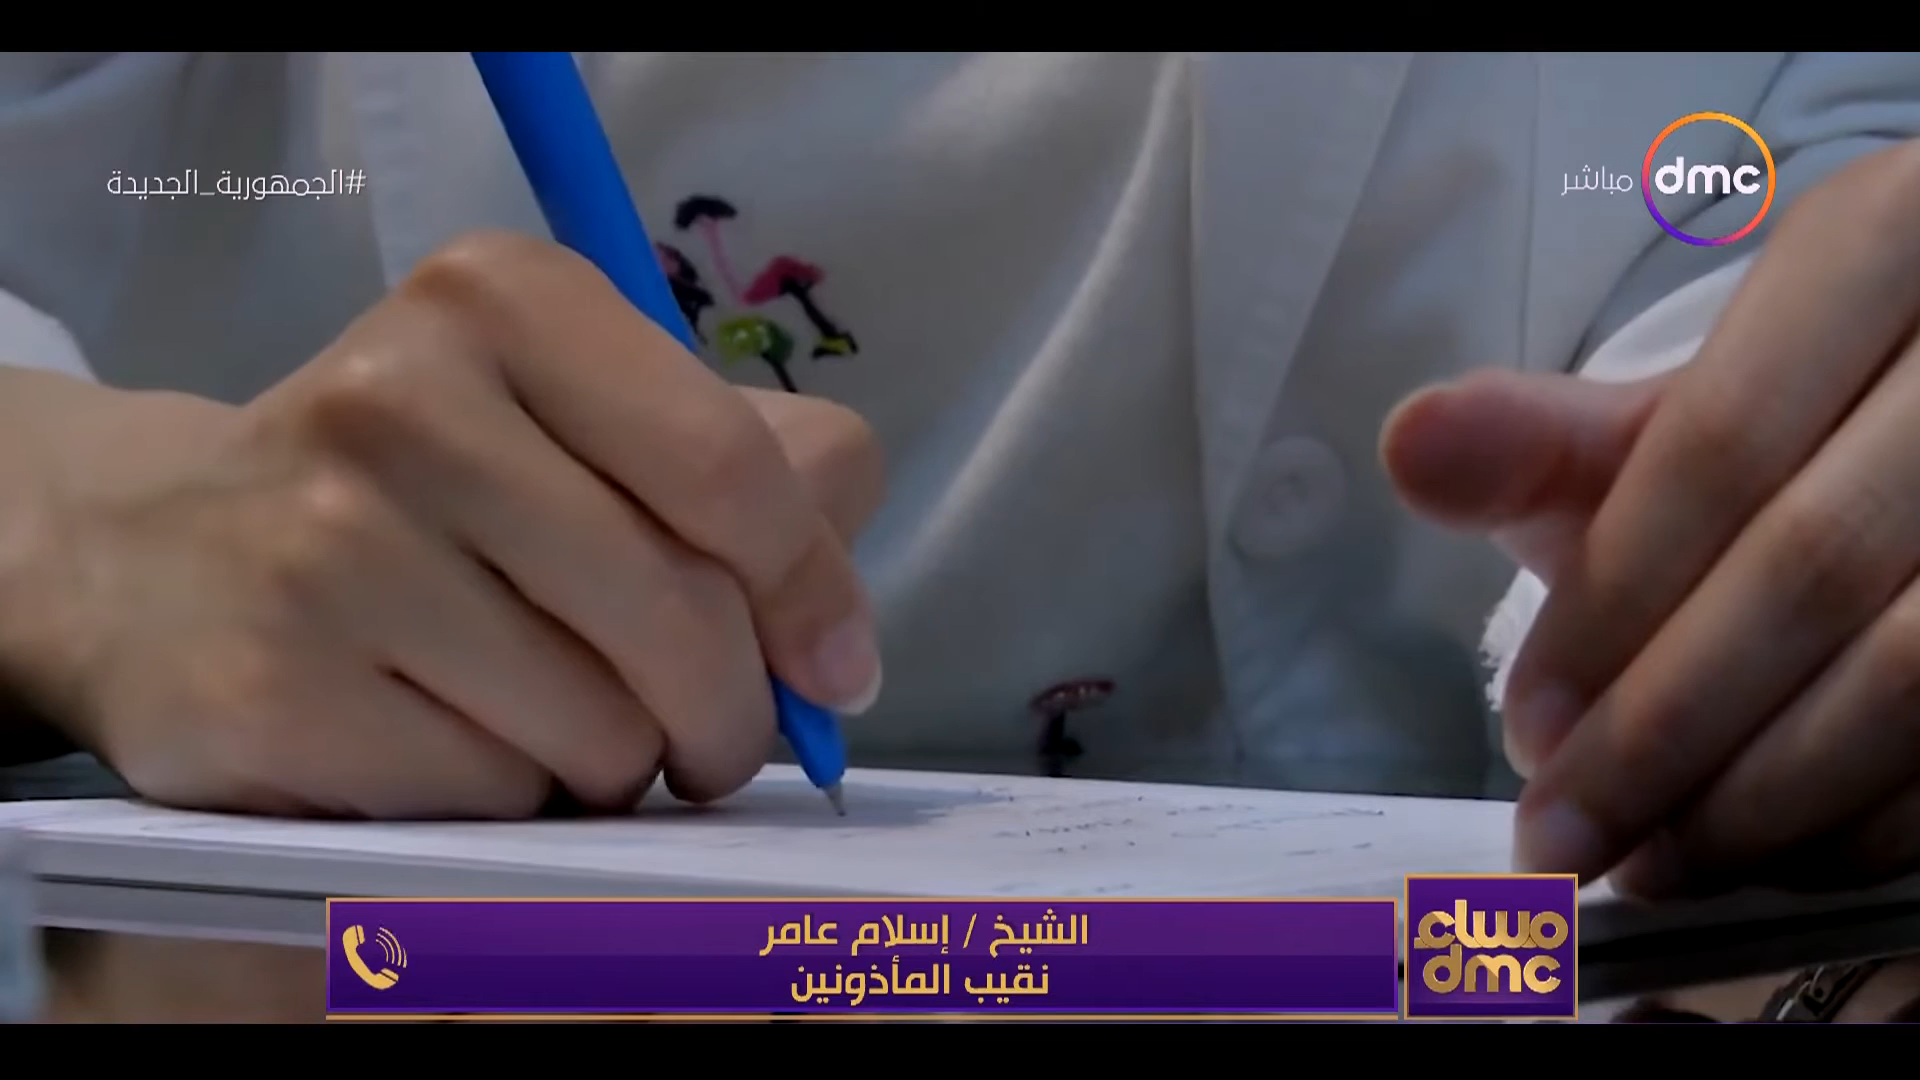 #الجمهورية_الجديدة
مباشر dmc
الشيخ / إسلام عامر
نقيب المأذونين
مساء
dmc